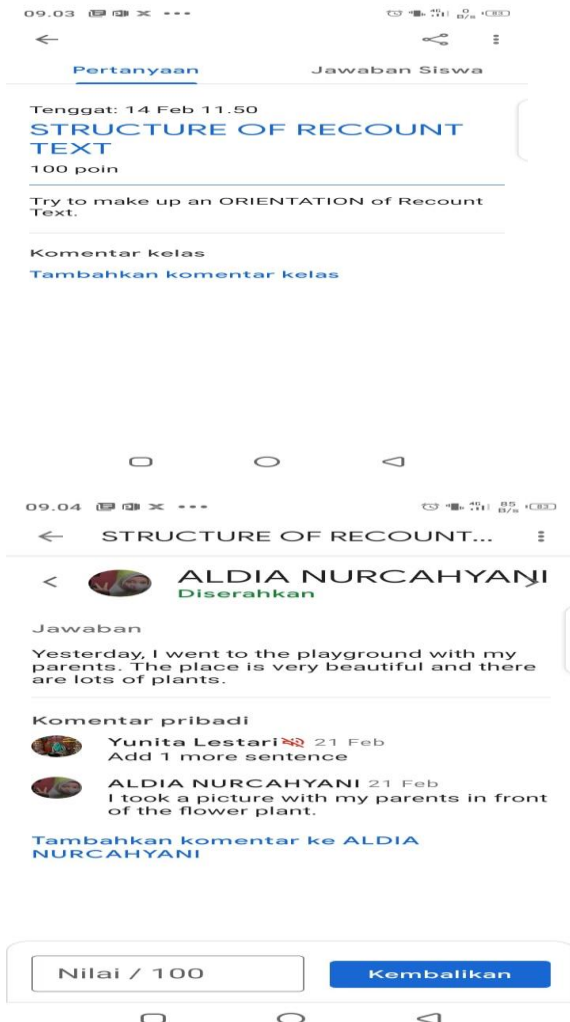 09.03
4G
0 B/s
Pertanyaan
Jawaban Siswa
Tenggat: 14 Feb 11.50
STRUCTURE OF RECOUNT
TEXT
100 poin
Try to make up an ORIENTATION of Recount
Text.
Komentar kelas
Tambahkan komentar kelas
09.04
4G
85 B/s
STRUCTURE OF RECOUNT...
ALDIA NURCAHYANI
Diserahkan
Jawaban
Yesterday, I went to the playground with my
parents. The place is very beautiful and there
are lots of plants.
Komentar pribadi
Yunita Lestari 21 Feb
Add 1 more sentence
ALDIA NURCAHYANI 21 Feb
I took a picture with my parents in front
of the flower plant.
Tambahkan komentar ke ALDIA
NURCAHYANI
Nilai / 100
Kembalikan